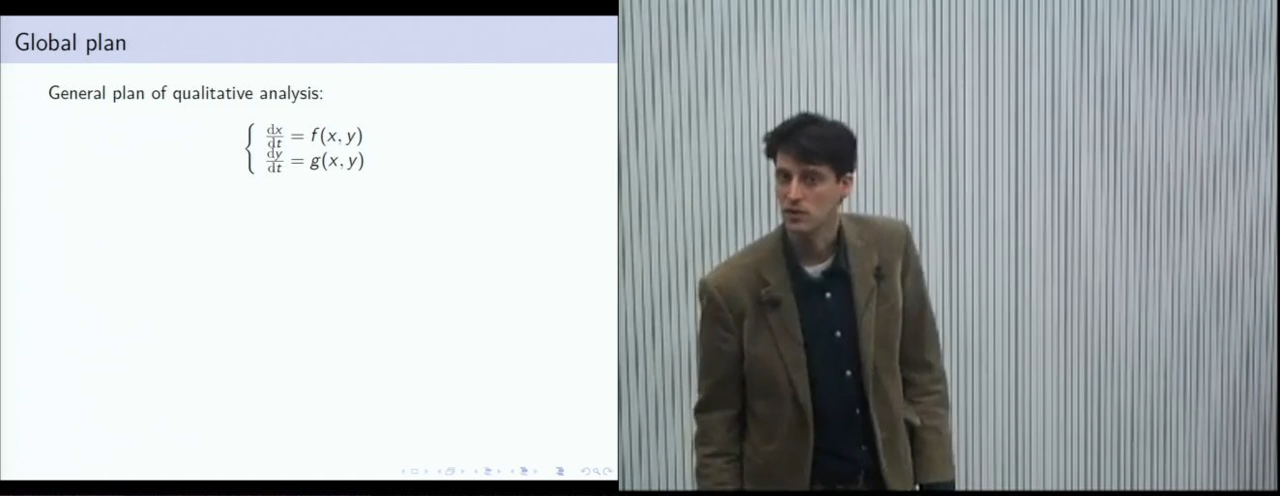 Global plan
General plan of qualitative analysis:
dx/dt = f(x, y)
dy/dt = g(x, y)